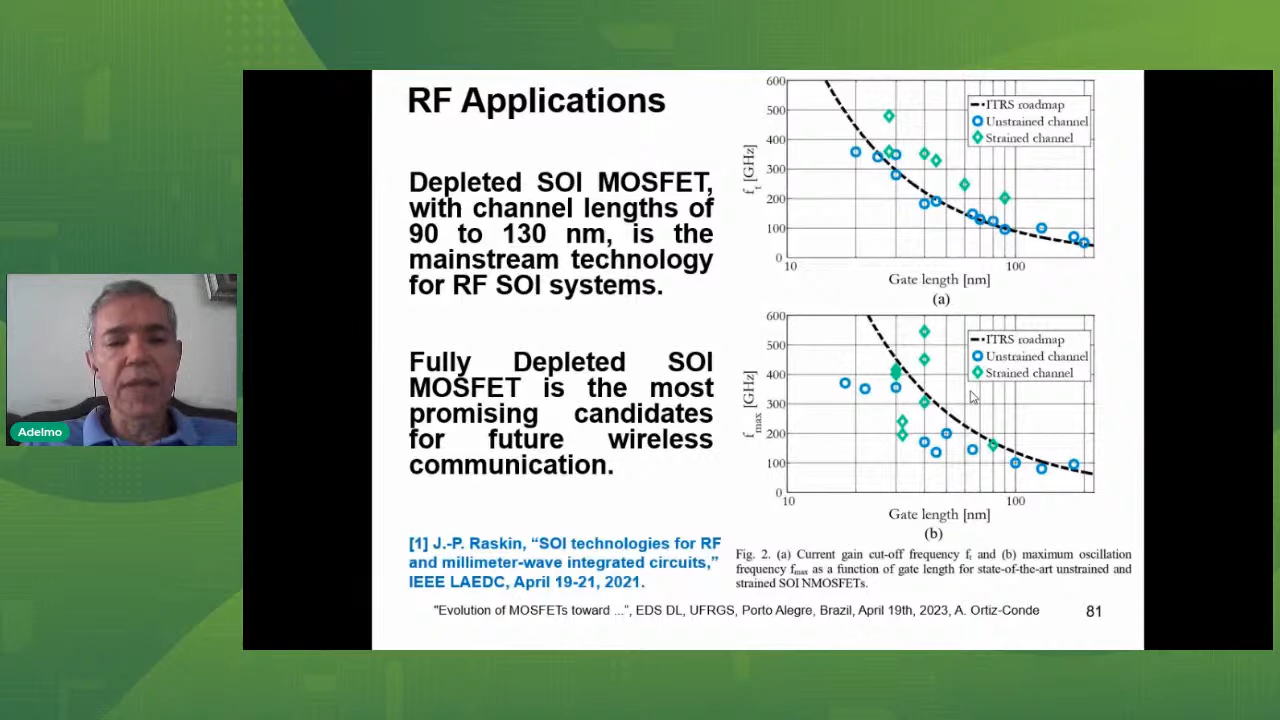 RF Applications
Depleted SOI MOSFET,
with channel lengths of
90 to 130 nm, is the
mainstream technology
for RF SOI systems.
Fully Depleted SOI
MOSFET is the most
promising candidates
for future wireless
communication.
[1] J.-P. Raskin, “SOI technologies for RF
and millimeter-wave integrated circuits,”
IEEE LAEDC, April 19-21, 2021.
600
500
400
300
200
100
0
10
100
ft [GHz]
Gate length [nm]
ITRS roadmap
Unstrained channel
Strained channel
(a)
600
500
400
300
200
100
0
10
100
fmax [GHz]
Gate length [nm]
ITRS roadmap
Unstrained channel
Strained channel
(b)
Fig. 2. (a) Current gain cut-off frequency ft and (b) maximum oscillation
frequency fmax as a function of gate length for state-of-the-art unstrained and
strained SOI NMOSFETs.
"Evolution of MOSFETs toward ...", EDS DL, UFRGS, Porto Alegre, Brazil, April 19th, 2023, A. Ortiz-Conde
81
Adelmo